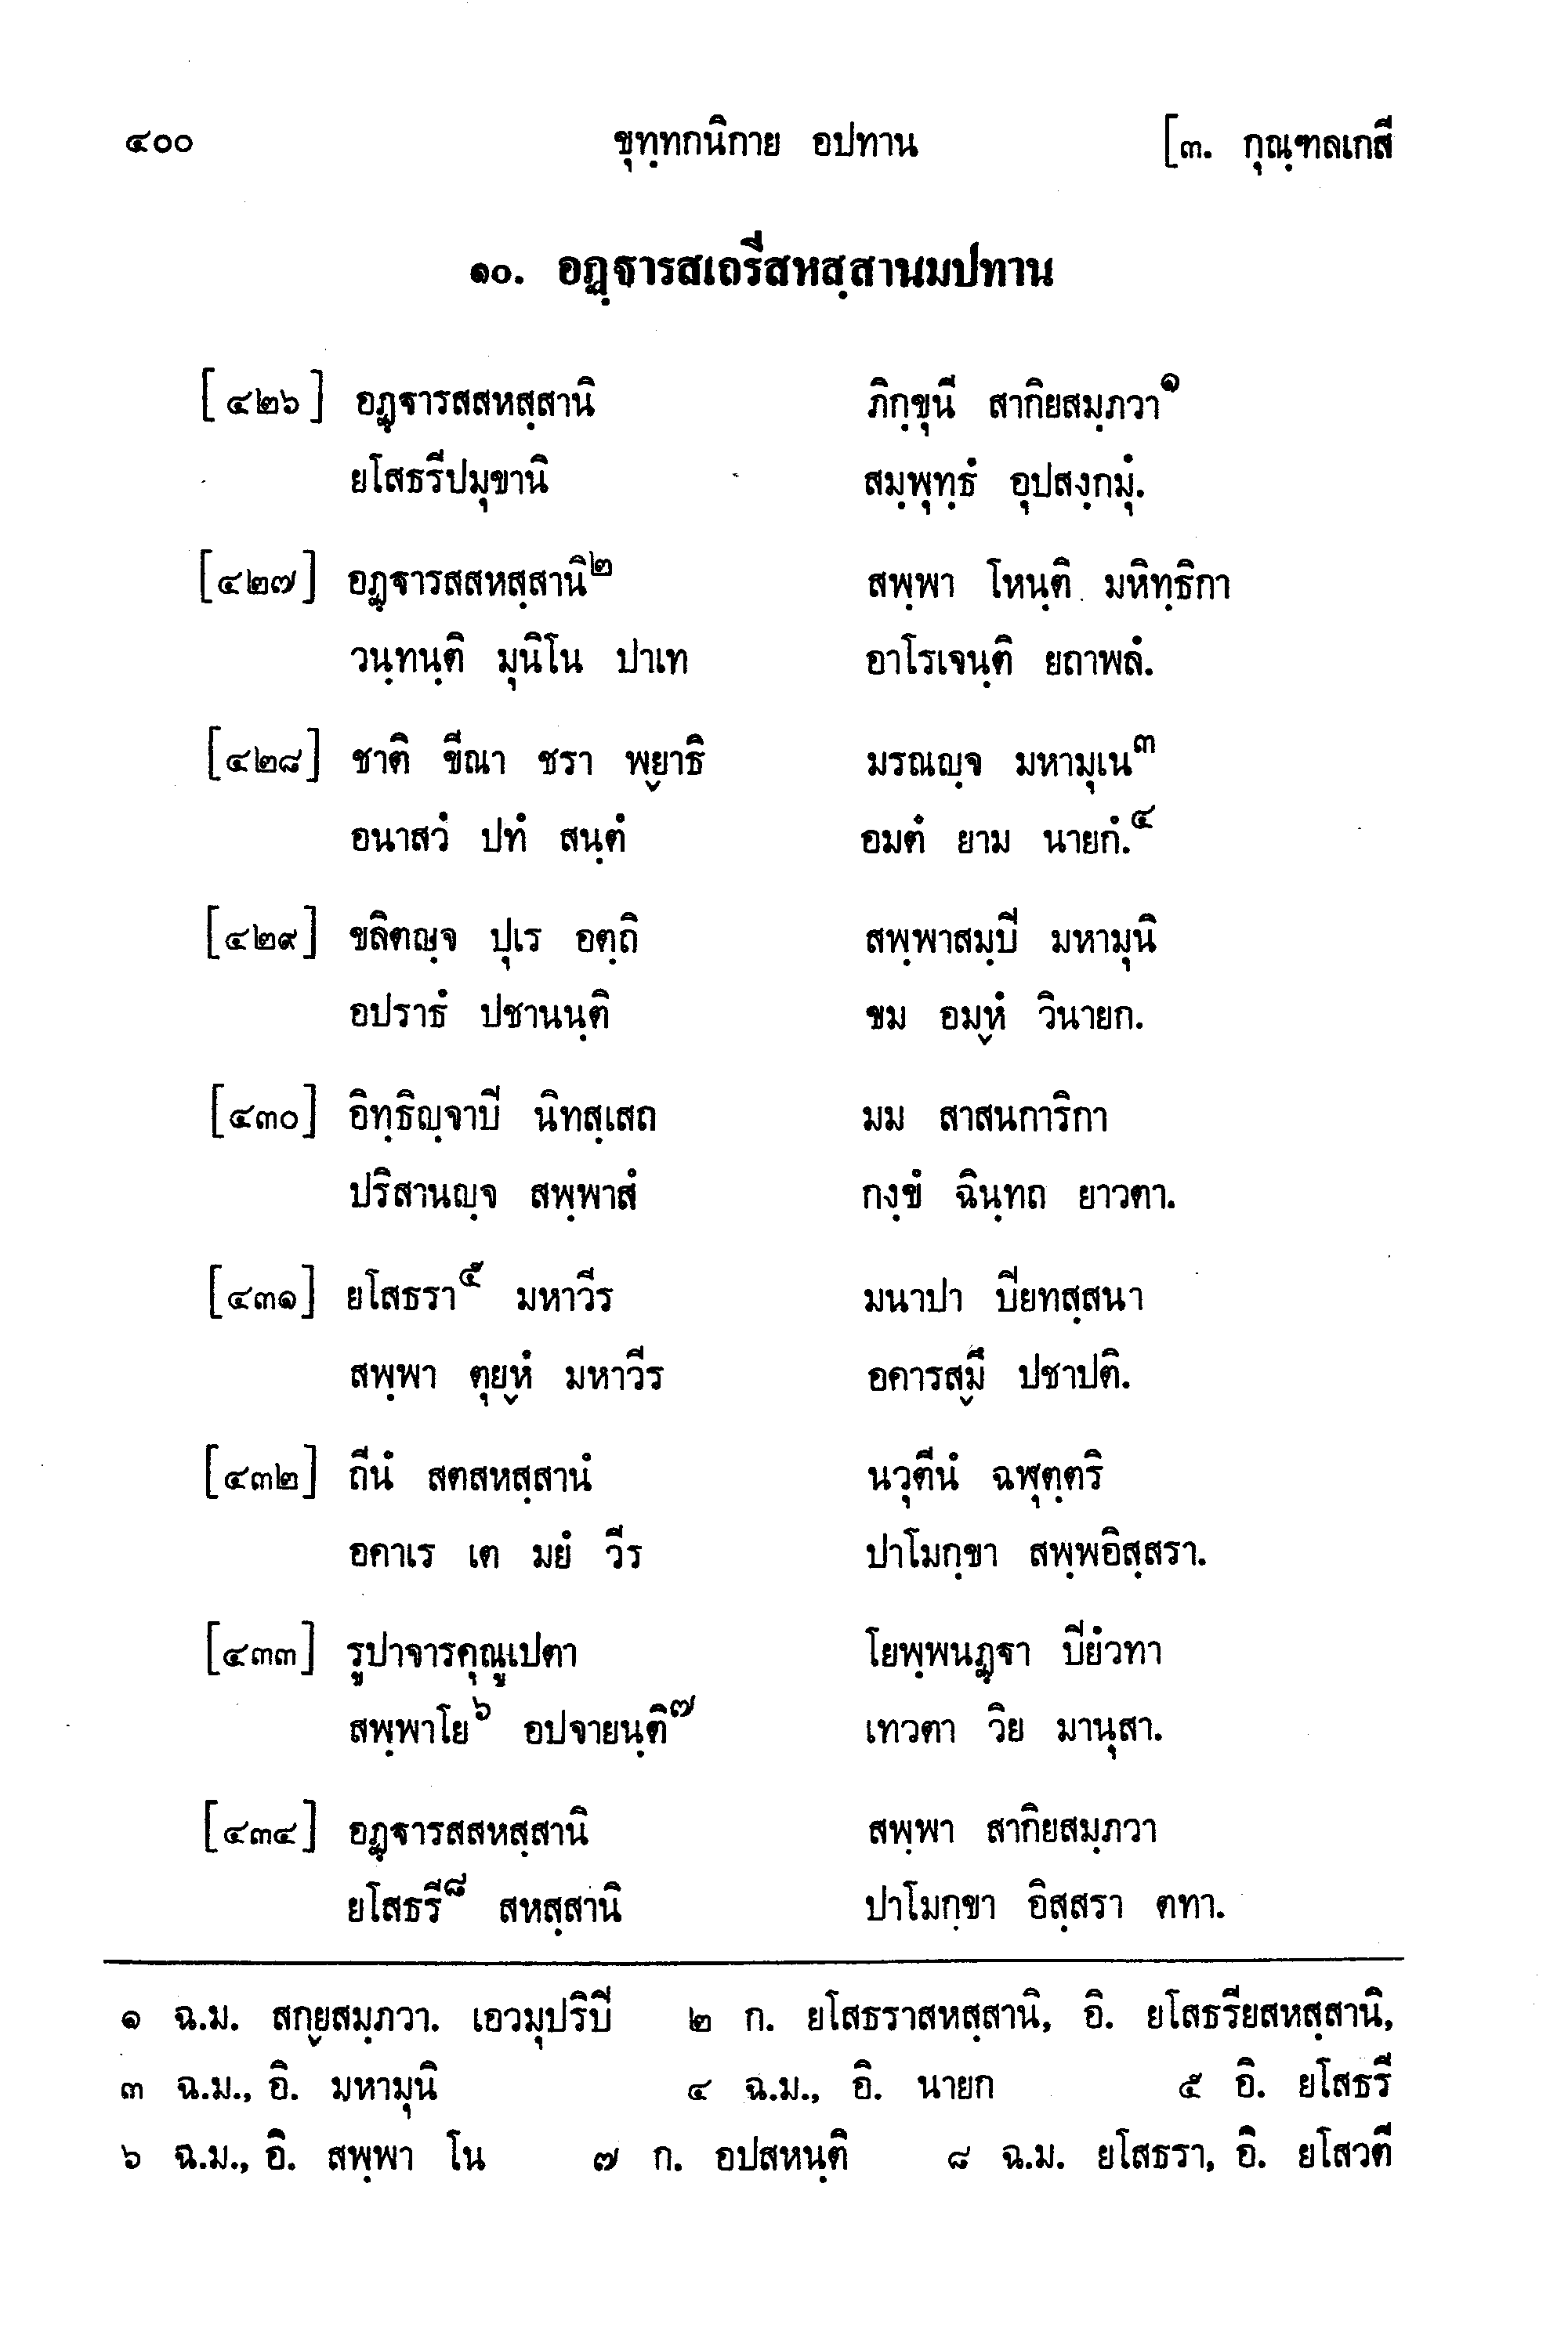 ๔๐๐ ขุทฺทกนิกาย อปทาน [๓. กุณฺฑลเกสี
๑๐. อฏฺฐารสเถรีสหสฺสานมปทาน
[๔๒๖] อฏฺฐารสสหสฺสานิ ภิกฺขุนี สากิยสมฺภวา๑
ยโสธรีปมุขานิ สมฺพุทฺธํ อุปสงฺกมุํ.
[๔๒๗] อฏฺฐารสสหสฺสานิ๒ สพฺพา โหนฺติ มหิทฺธิกา
วนฺทนฺติ มุนิโน ปาเท อาโรเจนฺติ ยถาพลํ.
[๔๒๘] ชาติ ขีณา ชรา พฺยาธิ มรณญฺจ มหามุเน๓
อนาสวํ ปทํ สนฺตํ อมตํ ยาม นายกํ.๔
[๔๒๙] ขลิตญฺจ ปุเร อตฺถิ สพฺพาสมฺปิ มหามุนิ
อปราธํ ปชานนฺติ ขม อมฺหํ วินายก.
[๔๓๐] อิทฺธิญฺจาปิ นิทสฺเสถ มม สาสนการิกา
ปริสานญฺจ สพฺพาสํ กงฺขํ ฉินฺทถ ยาวตา.
[๔๓๑] ยโสธรา๕ มหาวีร มนาปา ปิยทสฺสนา
สพฺพา ตุยฺหํ มหาวีร อคารสฺมึ ปชาปติ.
[๔๓๒] ถีนํ สตสหสฺสานํ นวุตีนํ ฉฬุตฺตริ
อคาเร เต มยํ วีร ปาโมกฺขา สพฺพอิสฺสรา.
[๔๓๓] รูปาจารคุณูเปตา โยพฺพนฏฺฐา ปิยํวทา
สพฺพาโย๖ อปจายนฺติ๗ เทวตา วิย มานุสา.
[๔๓๔] อฏฺฐารสสหสฺสานิ สพฺพา สากิยสมฺภวา
ยโสธรี๘ สหสฺสานิ ปาโมกฺขา อิสฺสรา ตทา.
๑ ฉ.ม. สกฺยสมฺภวา. เอวมุปริปิ ๒ ก. ยโสธราสหสฺสานิ, อิ. ยโสธริยสหสฺสานิ,
๓ ฉ.ม., อิ. มหามุนิ ๔ ฉ.ม., อิ. นายก ๕ อิ. ยโสธรี
๖ ฉ.ม., อิ. สพฺพา โน ๗ ก. อปสหนฺติ ๘ ฉ.ม. ยโสธรา, อิ. ยโสวตี